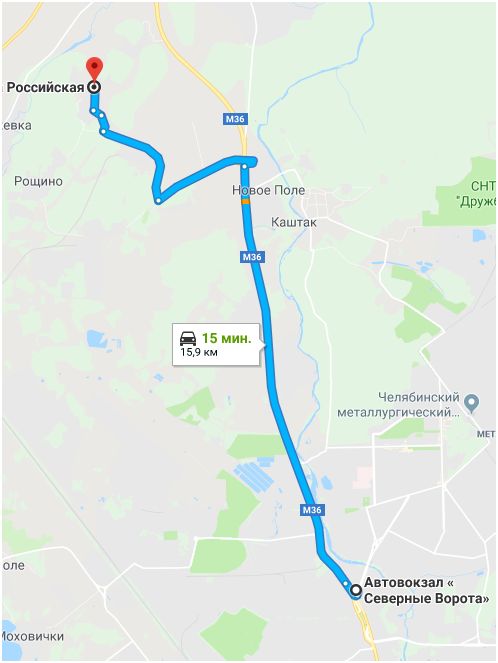 Российская
М36
евка
Рощино
Новое Поле
СНТ
"Дружб
Каштак
М36
15 мин.
15,9 км
Челябинский
металлургический...
МЕТ
М36
оле
Автовокзал «
Северные Ворота»
Моховички